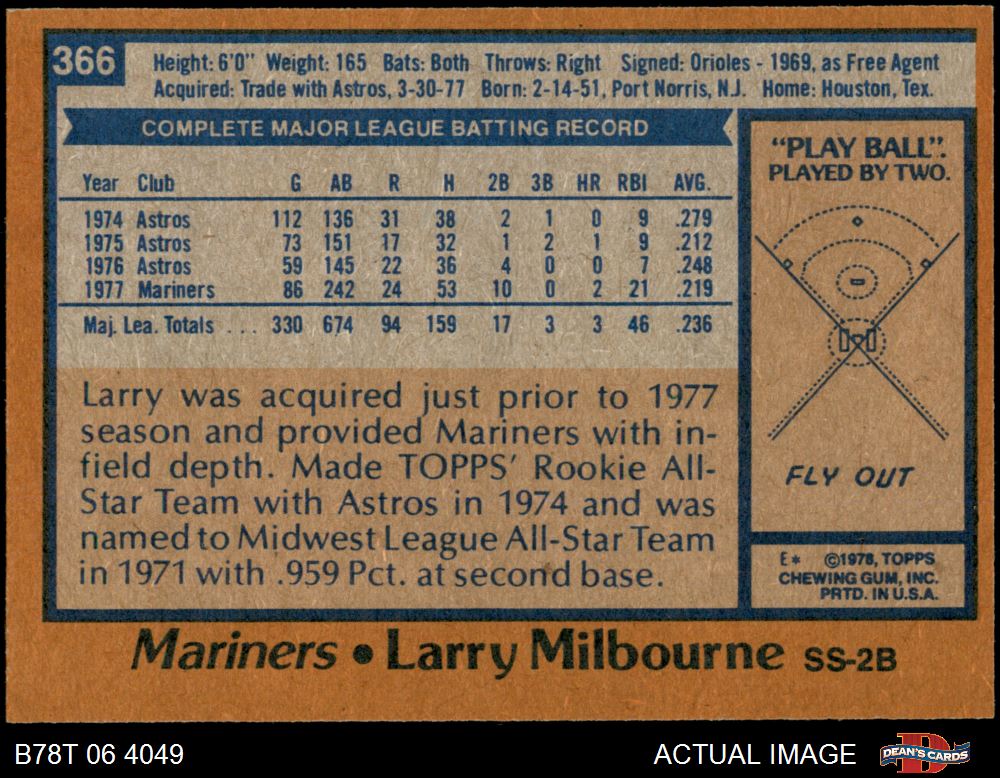 366
Height: 6'0" Weight: 165 Bats: Both Throws: Right Signed: Orioles - 1969, as Free Agent
Acquired: Trade with Astros, 3-30-77 Born: 2-14-51, Port Norris, N.J. Home: Houston, Tex.
COMPLETE MAJOR LEAGUE BATTING RECORD
Year Club G AB R H 2B 3B HR RBI AVG.
1974 Astros 112 136 31 38 2 1 0 9 .279
1975 Astros 73 151 17 32 1 2 1 9 .212
1976 Astros 59 145 22 36 4 0 0 7 .248
1977 Mariners 86 242 24 53 10 0 2 21 .219
Maj. Lea. Totals ... 330 674 94 159 17 3 3 46 .236
Larry was acquired just prior to 1977
season and provided Mariners with in-
field depth. Made TOPPS' Rookie All-
Star Team with Astros in 1974 and was
named to Midwest League All-Star Team
in 1971 with .959 Pct. at second base.
"PLAY BALL".
PLAYED BY TWO.
FLY OUT
E* ©1978, TOPPS
CHEWING GUM, INC.
PRTD. IN U.S.A.
Mariners • Larry Milbourne SS-2B
B78T 06 4049
ACTUAL IMAGE
DEAN'S CARDS